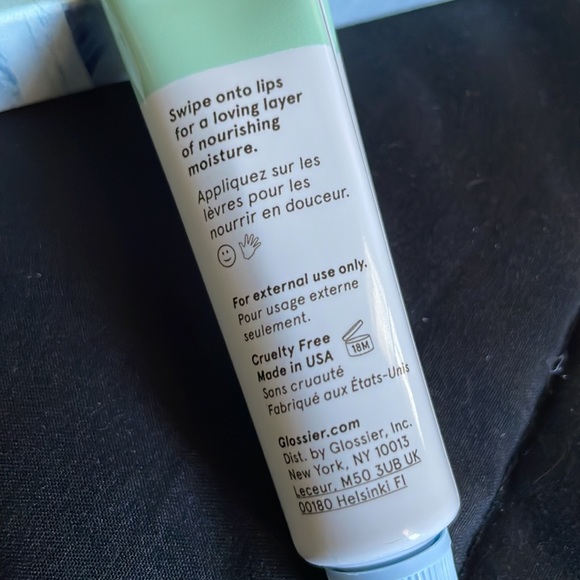 Swipe onto lips
for a loving layer
of nourishing
moisture.
Appliquez sur les
lèvres pour les
nourrir en douceur.
For external use only.
Pour usage externe
seulement.
Cruelty Free
Made in USA
18M
Sans cruauté
Fabriqué aux États-Unis
Glossier.com
Dist. by Glossier, Inc.
New York, NY 10013
Leceur, M50 3UB UK
00180 Helsinki FI